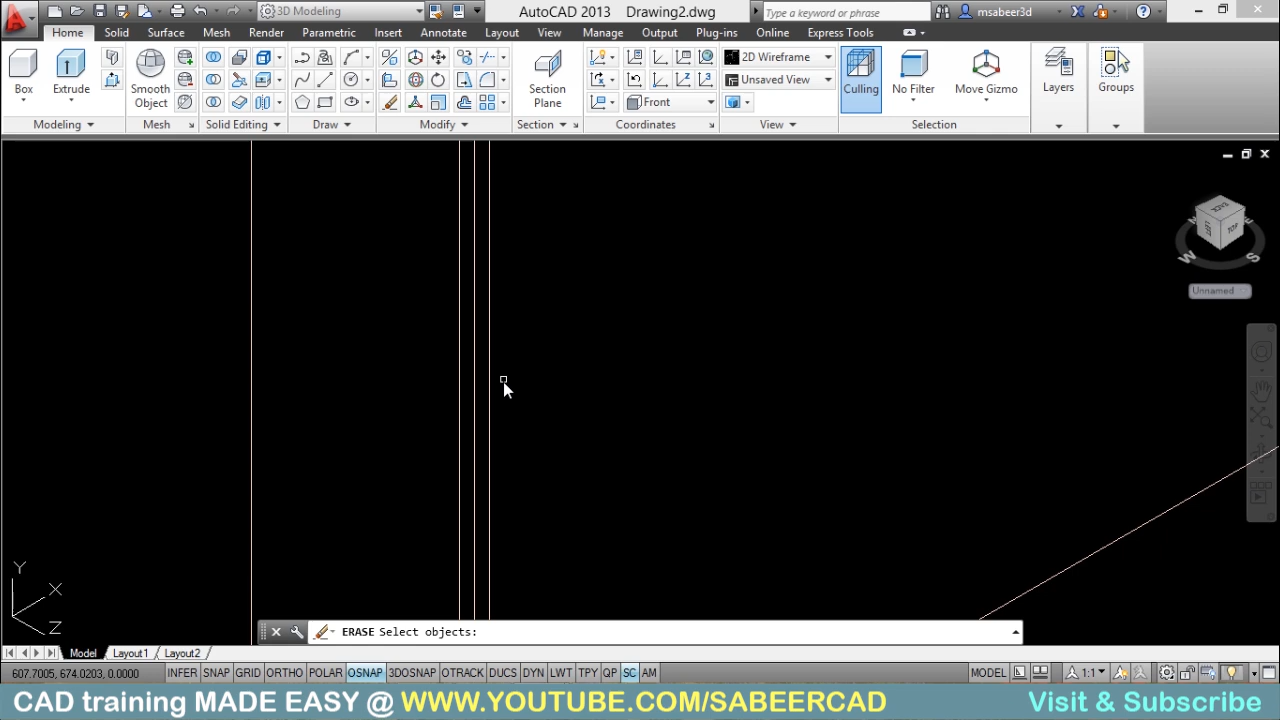 3D Modeling
AutoCAD 2013 Drawing2.dwg
Type a keyword or phrase
msabeer3d
Home Solid Surface Mesh Render Parametric Insert Annotate Layout View Manage Output Plug-ins Online Express Tools
2D Wireframe
Unsaved View
Front
Box Extrude
Smooth Object
Section Plane
Culling No Filter Move Gizmo
Layers
Groups
Modeling Mesh Solid Editing Draw Modify Section Coordinates View Selection
BACK
TOP
W
S
Unnamed
Y
X
Z
ERASE Select objects:
Model Layout1 Layout2
607.7005, 674.0203, 0.0000 INFER SNAP GRID ORTHO POLAR OSNAP 3DOSNAP OTRACK DUCS DYN LWT TPY QP SC AM MODEL 1:1
CAD training MADE EASY @ WWW.YOUTUBE.COM/SABEERCAD Visit & Subscribe